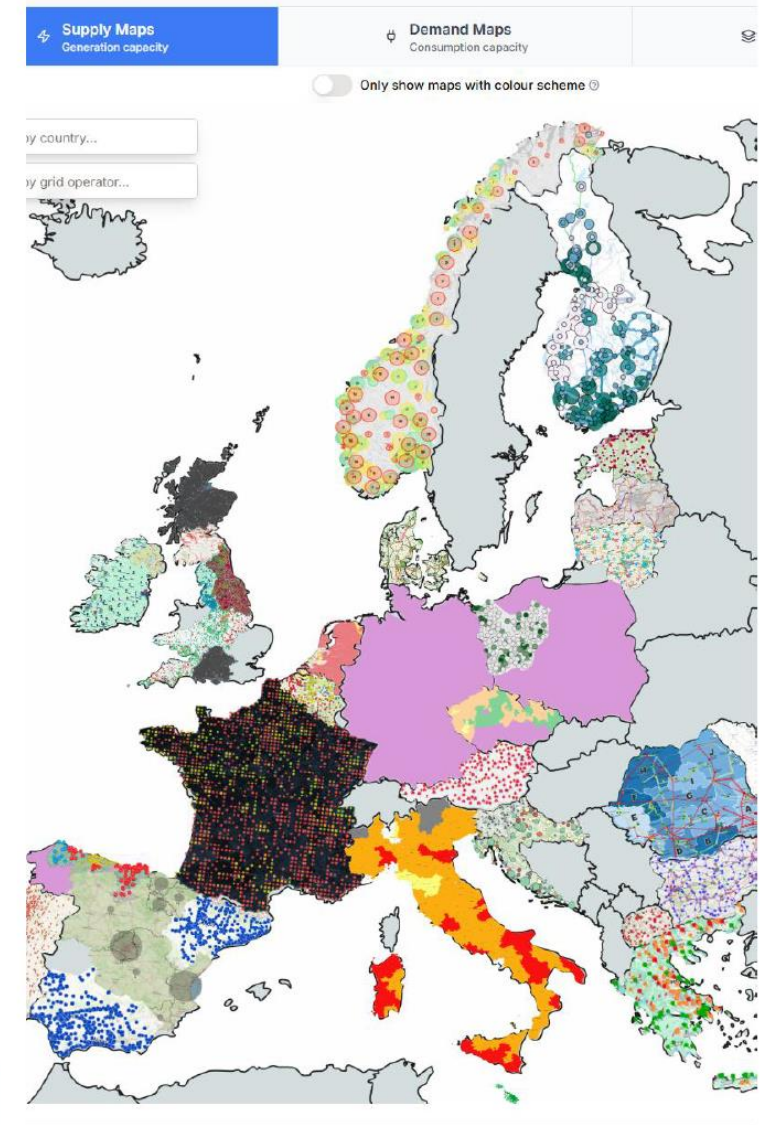 Supply Maps
Generation capacity
Demand Maps
Consumption capacity
Only show maps with colour scheme
by country...
by grid operator...